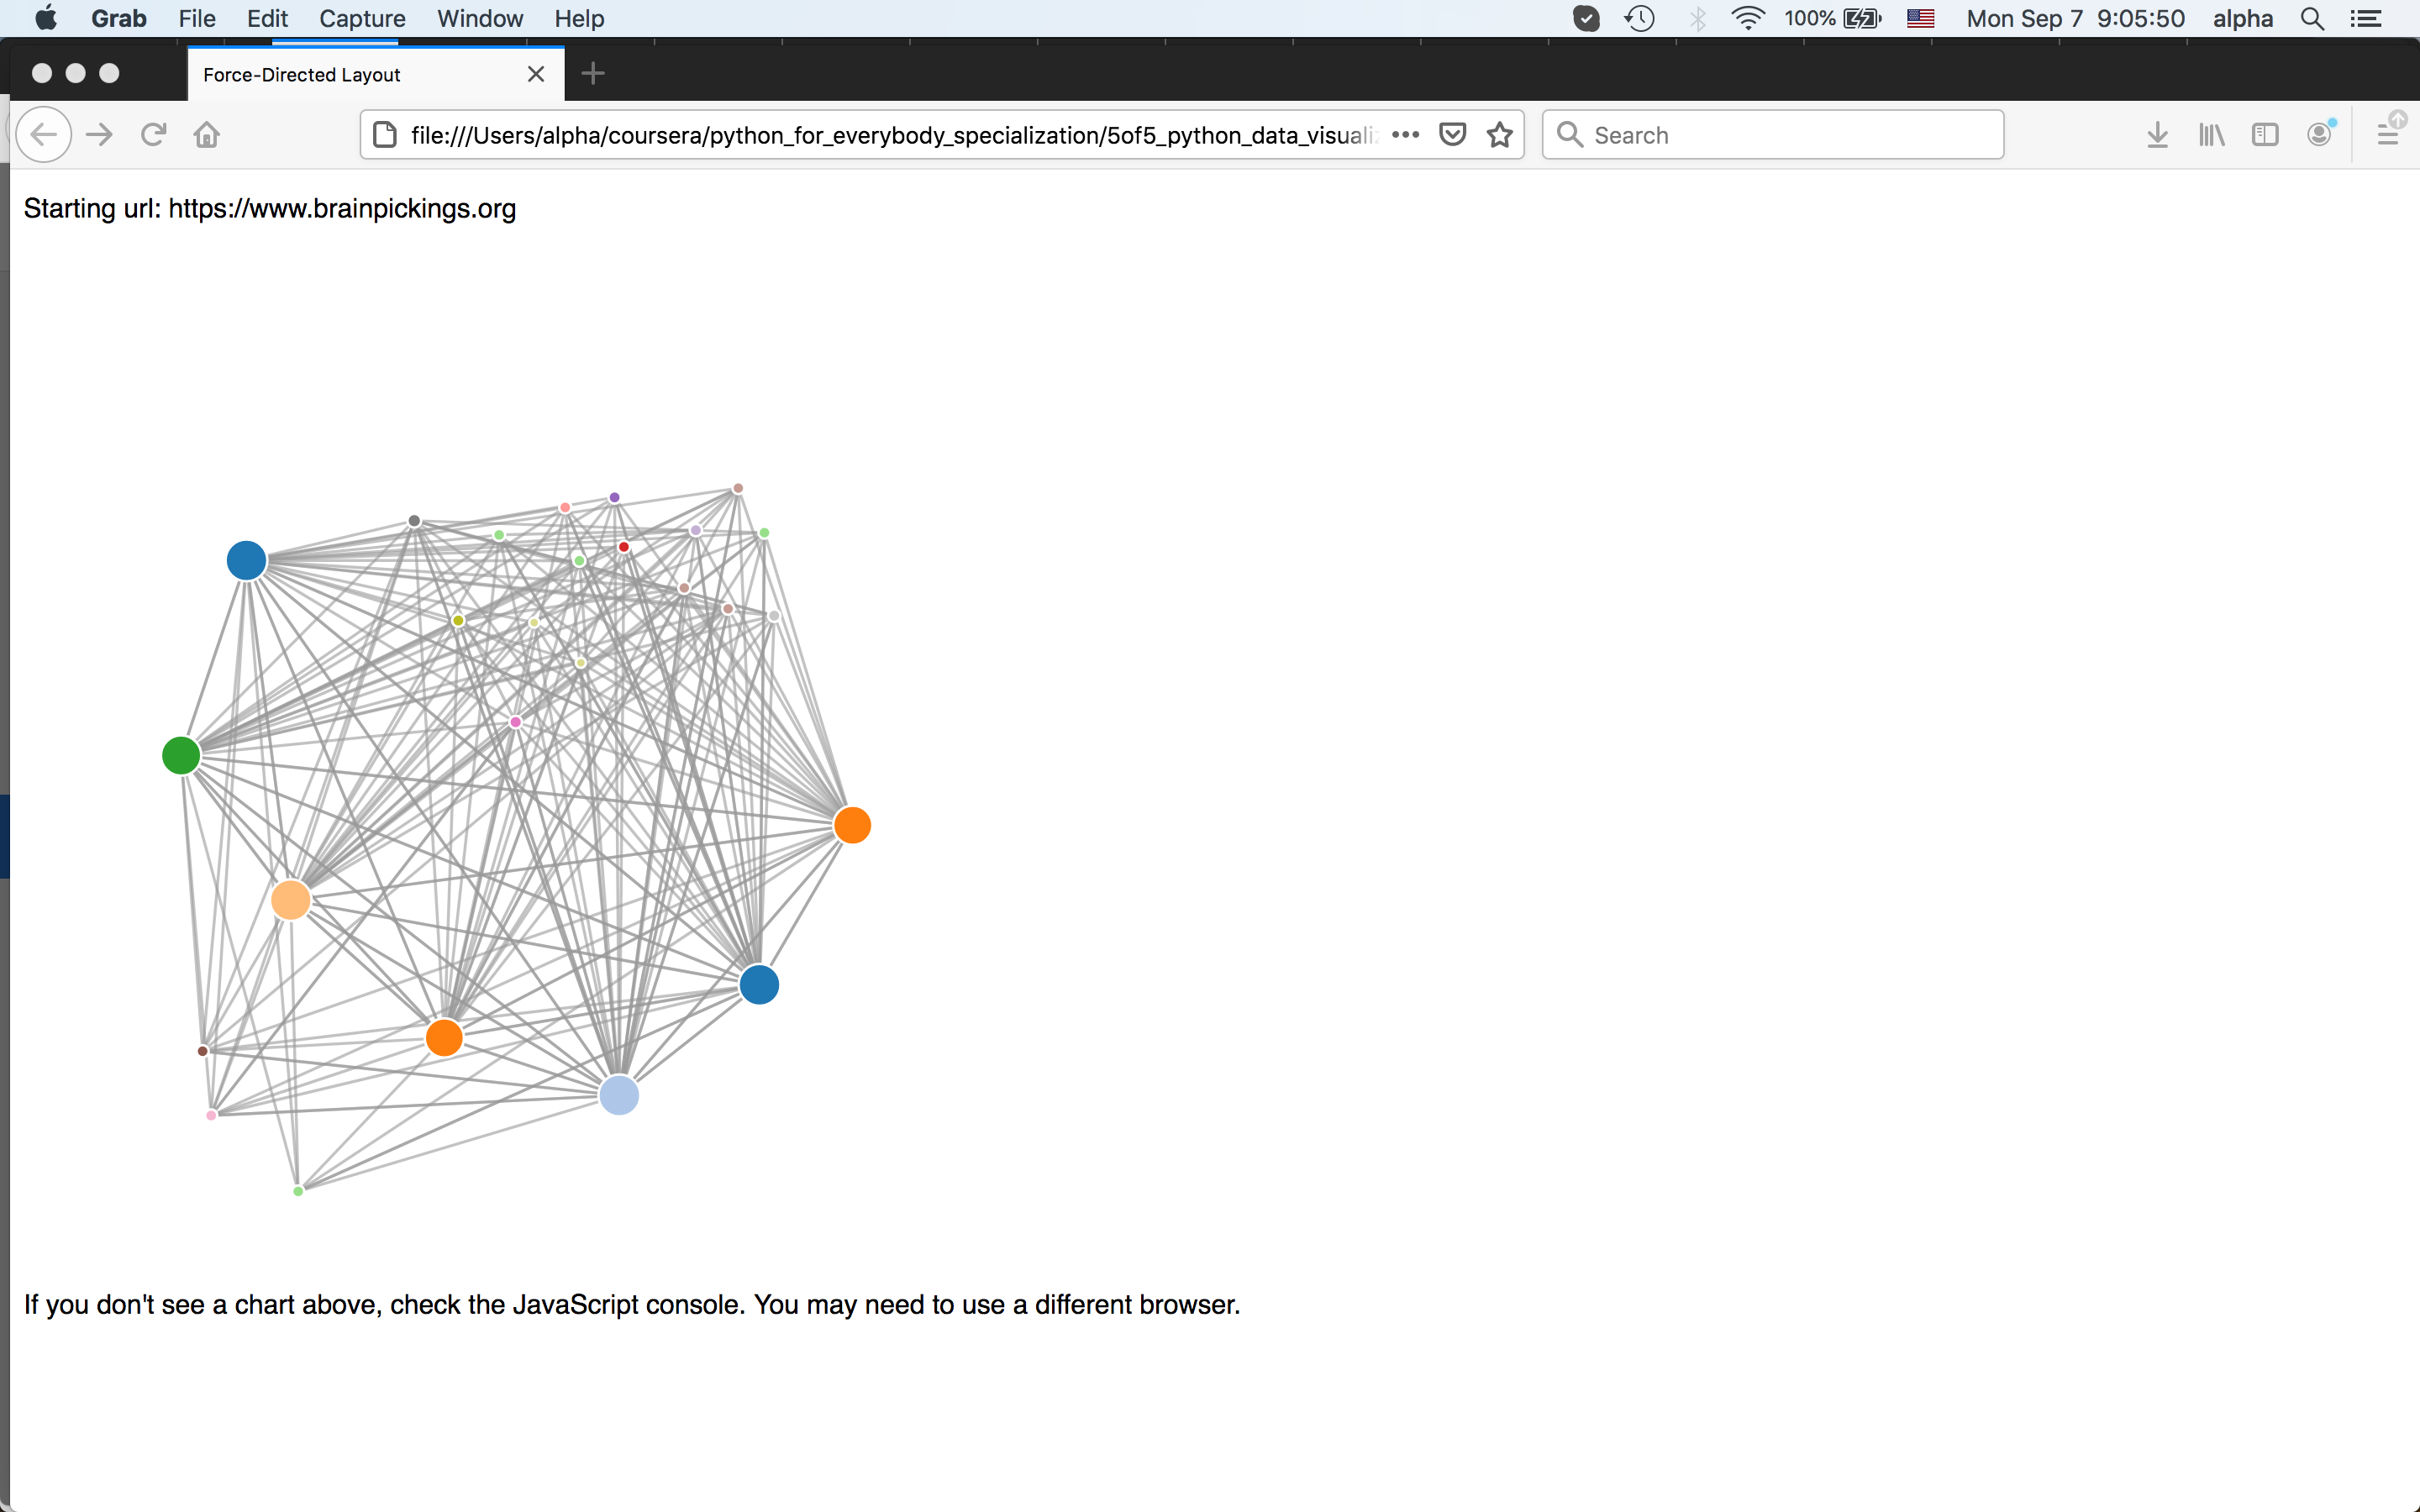 Grab File Edit Capture Window Help 100% Mon Sep 7 9:05:50 alpha
Force-Directed Layout
file:///Users/alpha/coursera/python_for_everybody_specialization/5of5_python_data_visuali Search
Starting url: https://www.brainpickings.org
If you don't see a chart above, check the JavaScript console. You may need to use a different browser.